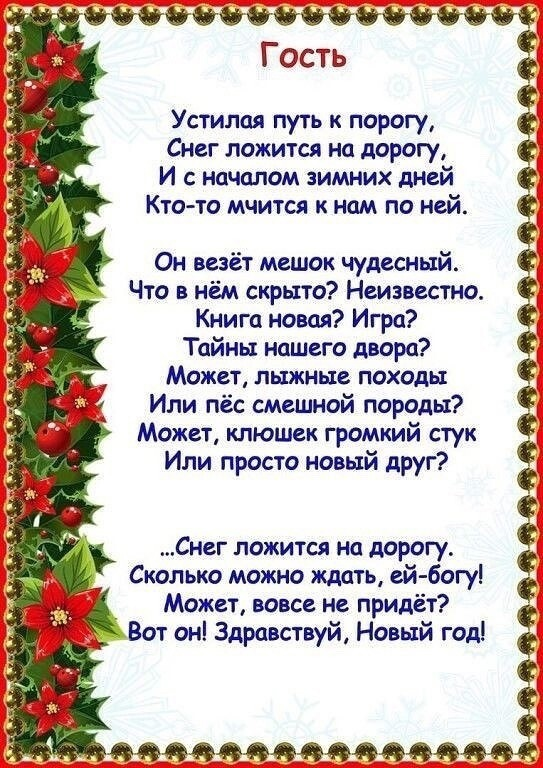 Гость
Устилая путь к порогу,
Снег ложится на дорогу,
И с началом зимних дней
Кто-то мчится к нам по ней.
Он везёт мешок чудесный.
Что в нём скрыто? Неизвестно.
Книга новая? Игра?
Тайны нашего двора?
Может, лыжные походы
Или пёс смешной породы?
Может, клюшек громкий стук
Или просто новый друг?
...Снег ложится на дорогу.
Сколько можно ждать, ей-богу!
Может, вовсе не придёт?
Вот он! Здравствуй, Новый год!